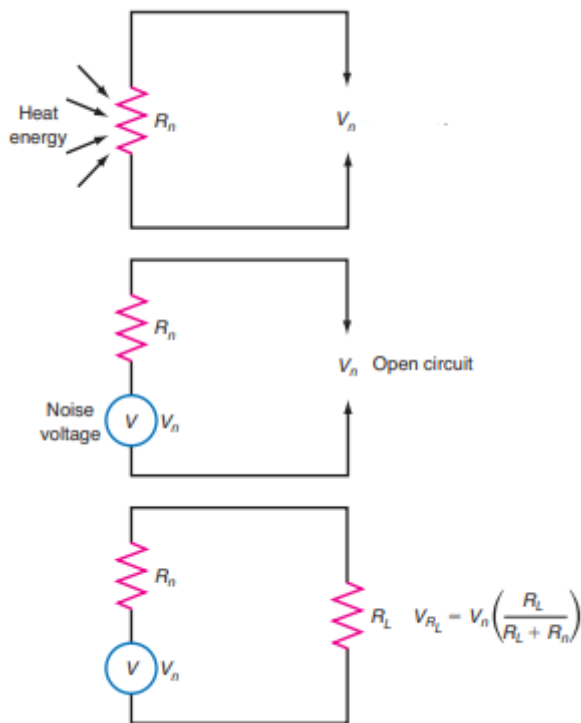 Heat
energy
Rn
Vn
Rn
Vn Open circuit
Noise
voltage
V Vn
Rn
RL VRL = Vn(RL/RL + Rn)
V Vn